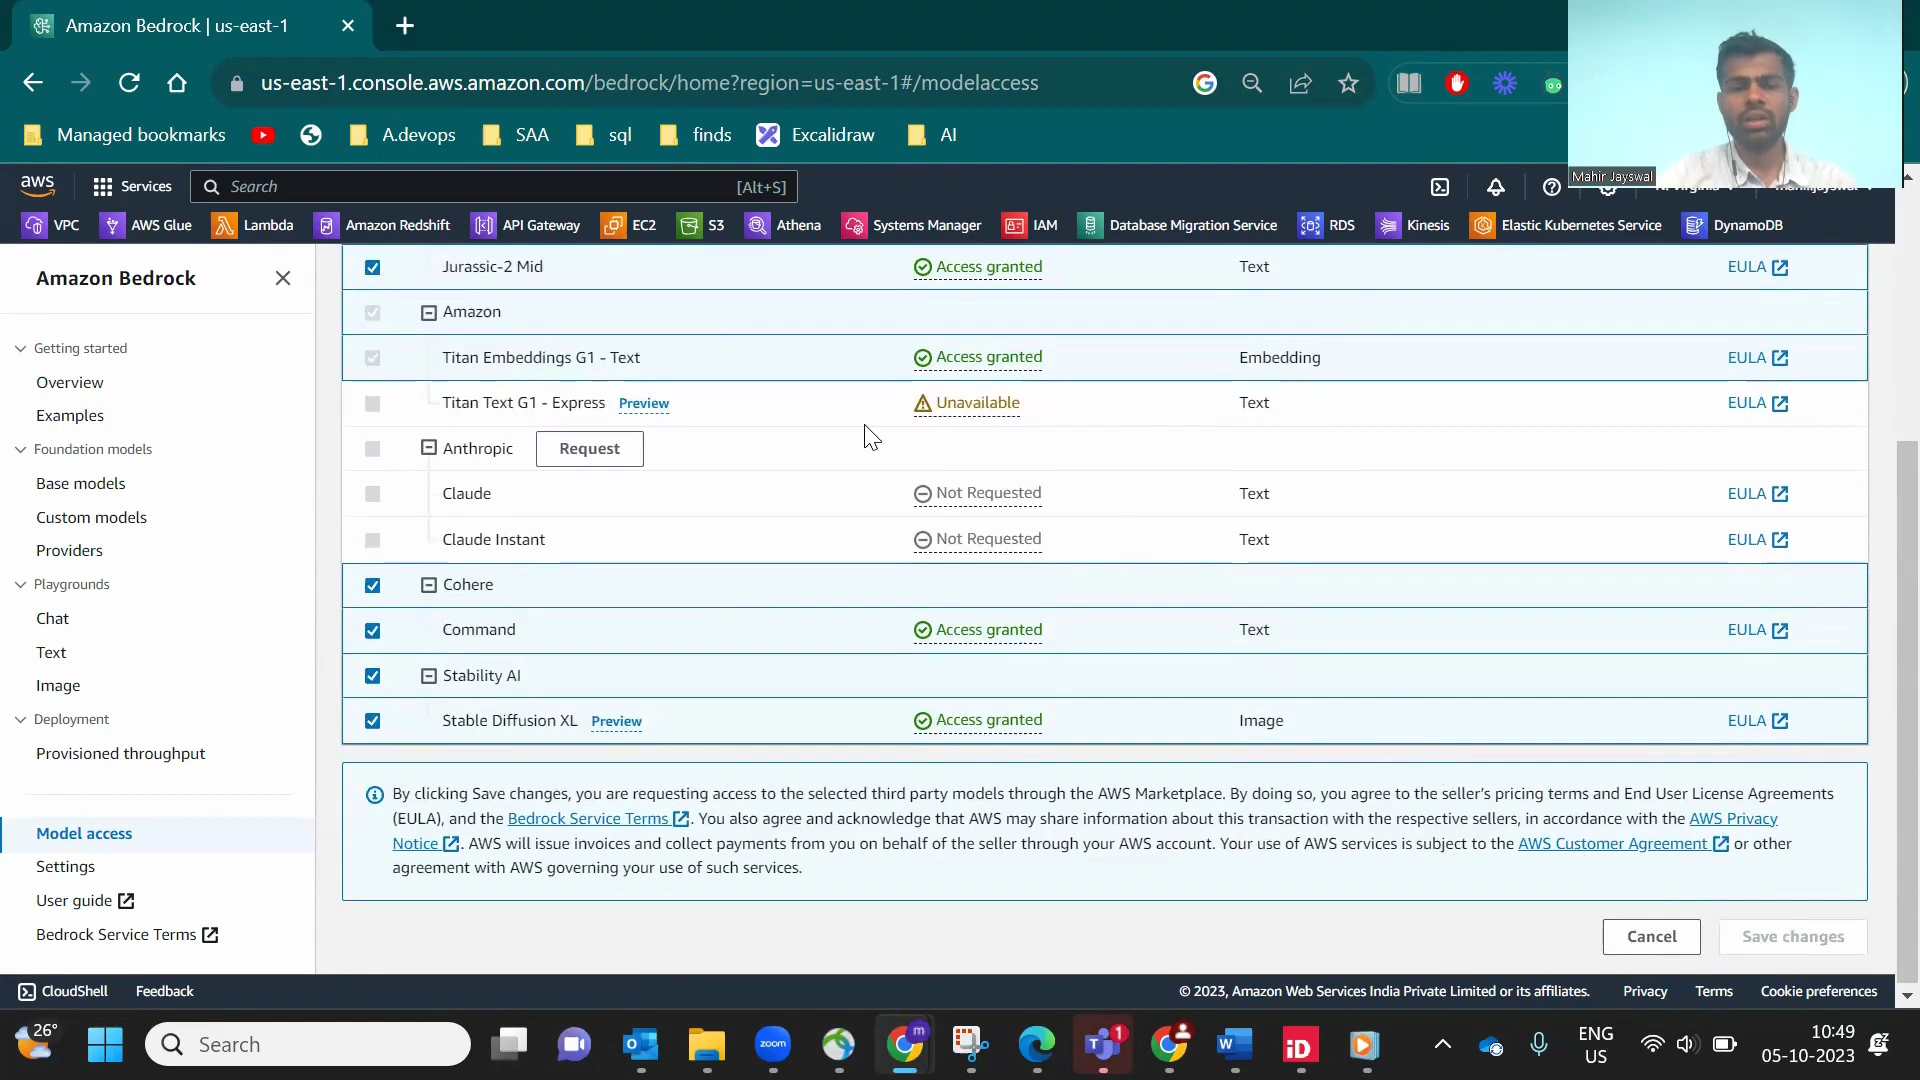 Amazon Bedrock | us-east-1
us-east-1.console.aws.amazon.com/bedrock/home?region=us-east-1#/modelaccess
Managed bookmarks
A.devops
SAA
sql
finds
Excalidraw
AI
Mahir Jayswal
aws
Services
Search
[Alt+S]
VPC
AWS Glue
Lambda
Amazon Redshift
API Gateway
EC2
S3
Athena
Systems Manager
IAM
Database Migration Service
RDS
Kinesis
Elastic Kubernetes Service
DynamoDB
Amazon Bedrock
Getting started
Overview
Examples
Foundation models
Base models
Custom models
Providers
Playgrounds
Chat
Text
Image
Deployment
Provisioned throughput
Model access
Settings
User guide
Bedrock Service Terms
Jurassic-2 Mid Access granted Text EULA
Amazon
Titan Embeddings G1 - Text Access granted Embedding EULA
Titan Text G1 - Express Preview Unavailable Text EULA
Anthropic Request
Claude Not Requested Text EULA
Claude Instant Not Requested Text EULA
Cohere
Command Access granted Text EULA
Stability AI
Stable Diffusion XL Preview Access granted Image EULA
By clicking Save changes, you are requesting access to the selected third party models through the AWS Marketplace. By doing so, you agree to the seller's pricing terms and End User License Agreements
(EULA), and the Bedrock Service Terms. You also agree and acknowledge that AWS may share information about this transaction with the respective sellers, in accordance with the AWS Privacy
Notice. AWS will issue invoices and collect payments from you on behalf of the seller through your AWS account. Your use of AWS services is subject to the AWS Customer Agreement or other
agreement with AWS governing your use of such services.
Cancel
Save changes
CloudShell
Feedback
© 2023, Amazon Web Services India Private Limited or its affiliates.
Privacy
Terms
Cookie preferences
26°
Search
zoom
1
ENG
US
10:49
05-10-2023